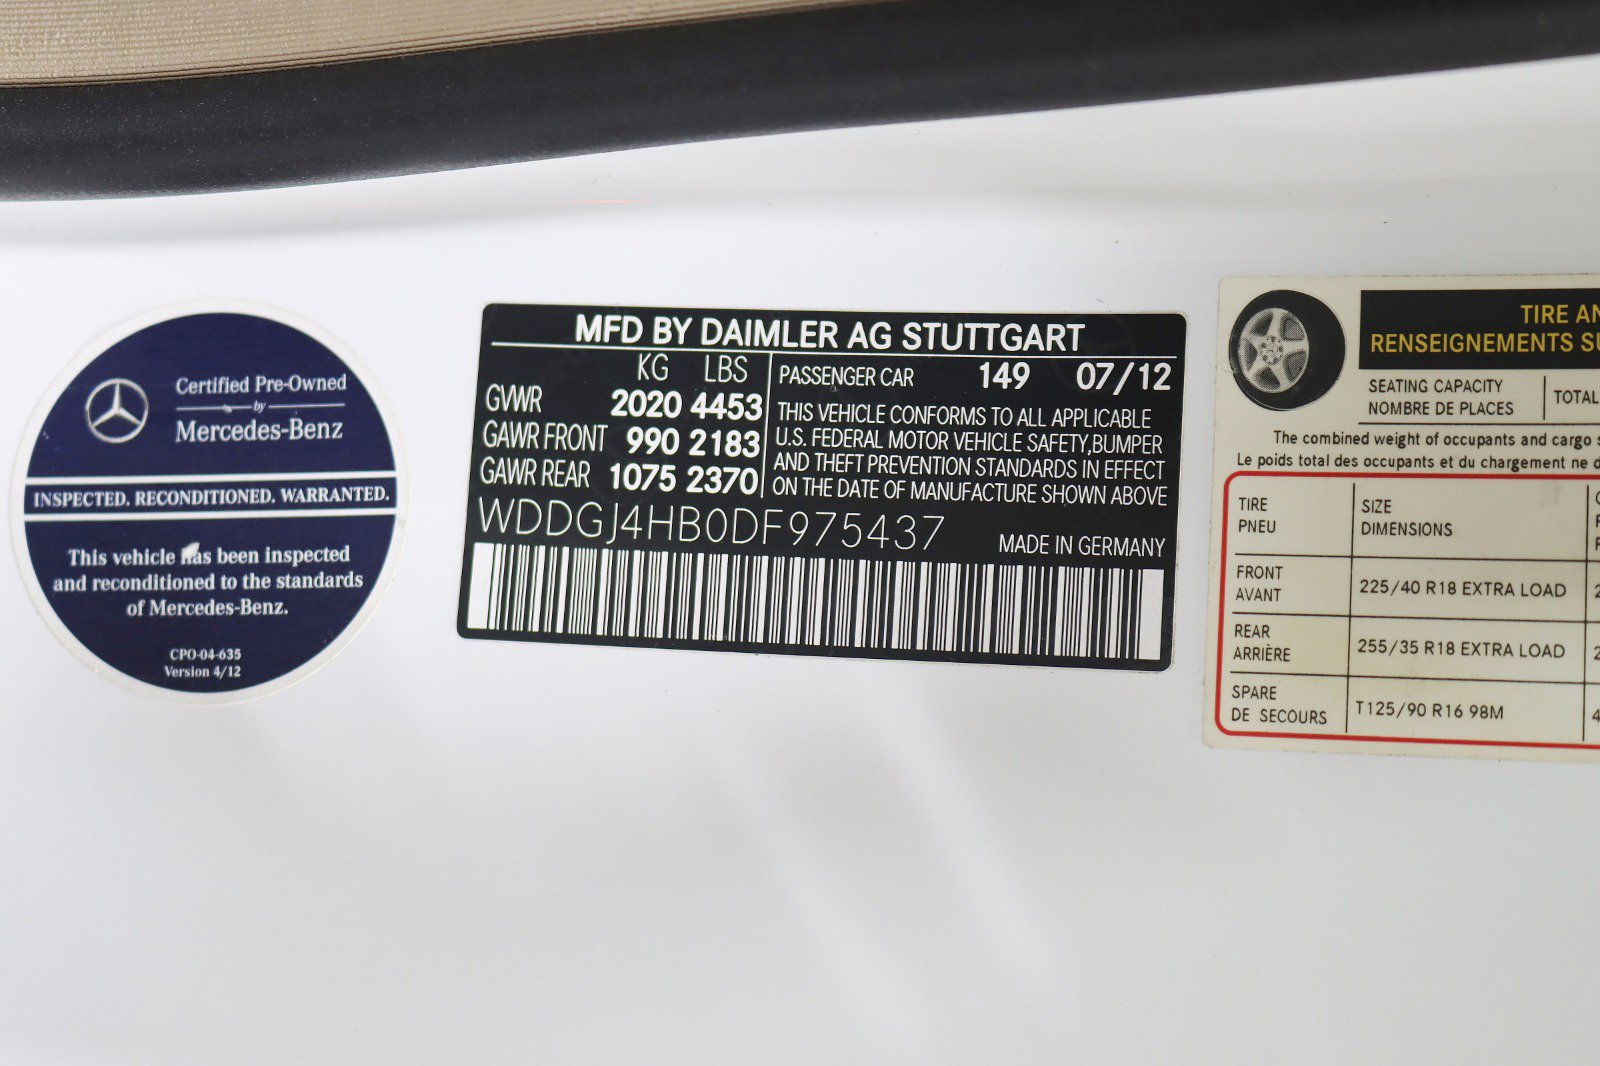 Certified Pre-Owned
by
Mercedes-Benz
INSPECTED. RECONDITIONED. WARRANTED.
This vehicle has been inspected
and reconditioned to the standards
of Mercedes-Benz.
CPO-04-635
Version 4/12
MFD BY DAIMLER AG STUTTGART
KG LBS
GVWR 2020 4453
GAWR FRONT 990 2183
GAWR REAR 1075 2370
PASSENGER CAR 149 07/12
THIS VEHICLE CONFORMS TO ALL APPLICABLE
U.S. FEDERAL MOTOR VEHICLE SAFETY, BUMPER
AND THEFT PREVENTION STANDARDS IN EFFECT
ON THE DATE OF MANUFACTURE SHOWN ABOVE
WDDGJ4HB0DF975437
MADE IN GERMANY
TIRE
RENSEIGNEMENTS
SEATING CAPACITY
NOMBRE DE PLACES
TOTAL
The combined weight of occupants and cargo
Le poids total des occupants et du chargement ne
TIRE
PNEU
SIZE
DIMENSIONS
FRONT
AVANT
225/40 R18 EXTRA LOAD
REAR
ARRIÈRE
255/35 R18 EXTRA LOAD
SPARE
DE SECOURS
T125/90 R16 98M